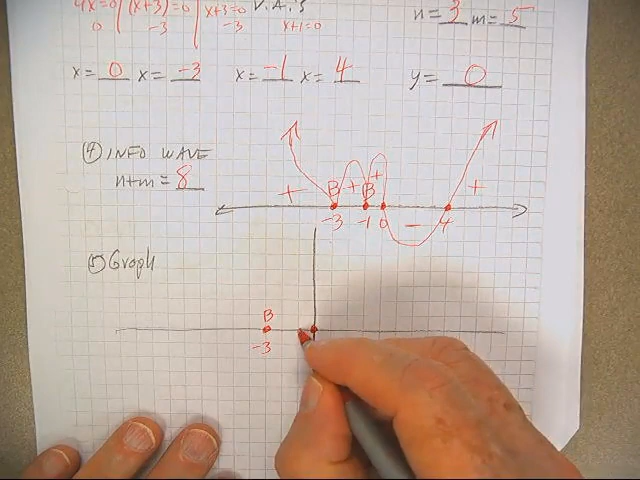 4x=0 | (x+3)=0 | x+3=0 V.A.'s n=3 m=5
0 -3 -3 x+1=0
x=0 x=-3 x=-1 x=4 y=0
④ INFO WAVE
n+m=8
+ B + B + - +
-3 -1 0 4
⑤ Graph
B
-3